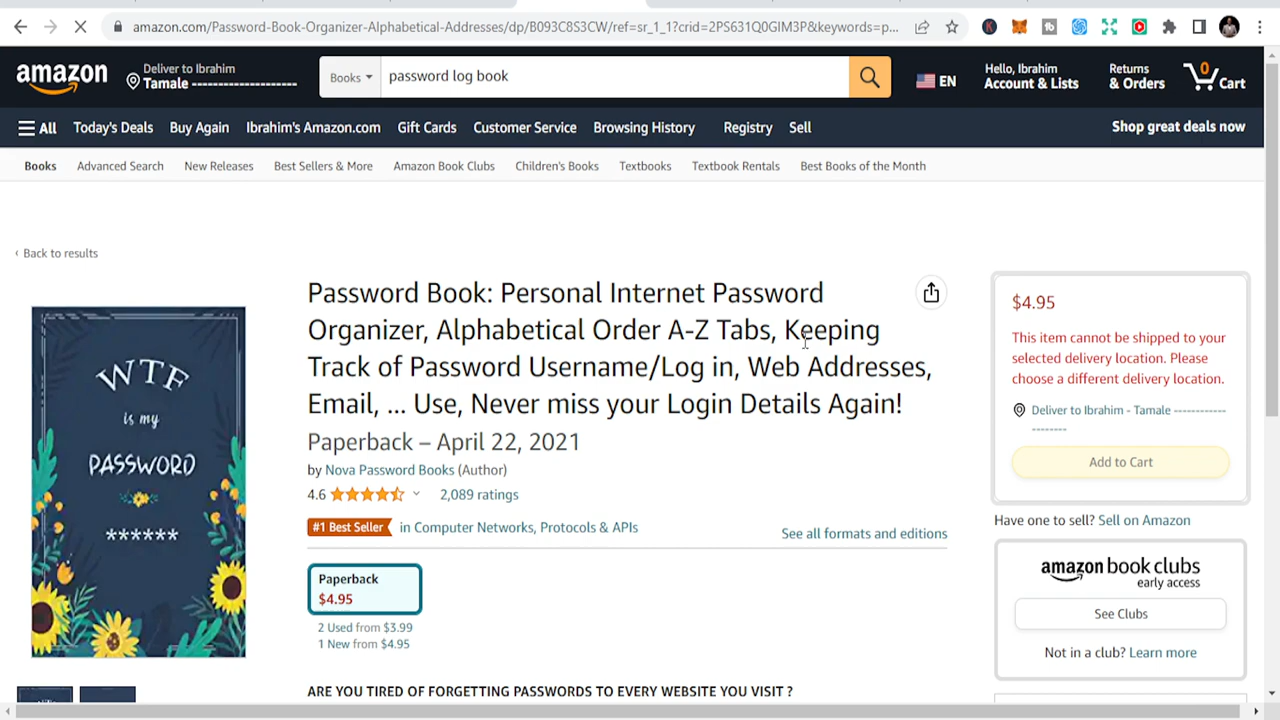 amazon.com/Password-Book-Organizer-Alphabetical-Addresses/dp/B093C8S3CW/ref=sr_1_1?crid=2PS631Q0GIM3P&keywords=p...
amazon
Deliver to Ibrahim
Tamale -------------------
Books
password log book
EN
Hello, Ibrahim
Account & Lists
Returns
& Orders
0
Cart
All
Today's Deals
Buy Again
Ibrahim's Amazon.com
Gift Cards
Customer Service
Browsing History
Registry
Sell
Shop great deals now
Books
Advanced Search
New Releases
Best Sellers & More
Amazon Book Clubs
Children's Books
Textbooks
Textbook Rentals
Best Books of the Month
‹ Back to results
WTF
is my
PASSWORD
******
Password Book: Personal Internet Password
Organizer, Alphabetical Order A-Z Tabs, Keeping
Track of Password Username/Log in, Web Addresses,
Email, ... Use, Never miss your Login Details Again!
Paperback – April 22, 2021
by Nova Password Books (Author)
4.6
2,089 ratings
#1 Best Seller
in Computer Networks, Protocols & APIs
See all formats and editions
Paperback
$4.95
2 Used from $3.99
1 New from $4.95
ARE YOU TIRED OF FORGETTING PASSWORDS TO EVERY WEBSITE YOU VISIT ?
$4.95
This item cannot be shipped to your
selected delivery location. Please
choose a different delivery location.
Deliver to Ibrahim - Tamale ------------
--------
Add to Cart
Have one to sell? Sell on Amazon
amazon book clubs
early access
See Clubs
Not in a club? Learn more